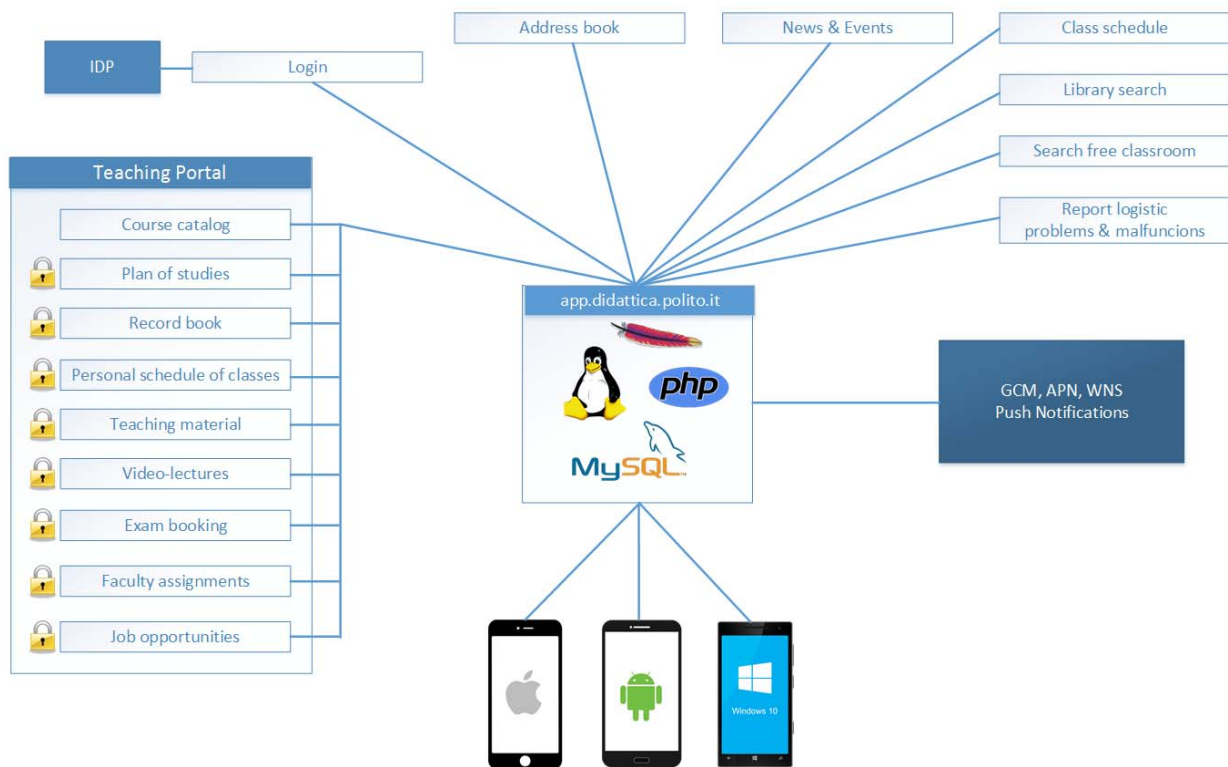 Address book
News & Events
Class schedule
IDP
Login
Library search
Search free classroom
Report logistic
problems & malfuncions
Teaching Portal
Course catalog
Plan of studies
Record book
Personal schedule of classes
Teaching material
Video-lectures
Exam booking
Faculty assignments
Job opportunities
app.didattica.polito.it
php
MySQL
GCM, APN, WNS
Push Notifications
Windows 10